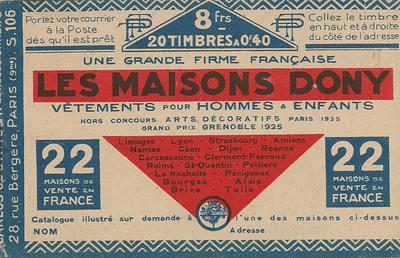 Portez votre courrier
à la Poste
dès qu'il est prêt
8 frs
20 TIMBRES À 0'40
Collez le timbre
en haut et à droite
du côté de l'adresse
UNE GRANDE FIRME FRANÇAISE
LES MAISONS DONY
VÊTEMENTS POUR HOMMES & ENFANTS
HORS CONCOURS ARTS DÉCORATIFS PARIS 1925
GRAND PRIX GRENOBLE 1925
22
MAISONS DE
VENTE EN
FRANCE
Limoges - Lyon - Strasbourg - Amiens
Nantes - Caen - Dijon - Roanne
Carcassonne - Clermont-Ferrand
Reims - St-Quentin - Poitiers
La Rochelle - Périgueux
Bourges - Alais
Brive - Tulle
22
MAISONS DE
VENTE EN
FRANCE
Catalogue illustré sur demande à l'une des maisons ci-dessus
NOM Adresse
28, rue Bergère, PARIS (9me) S. 106